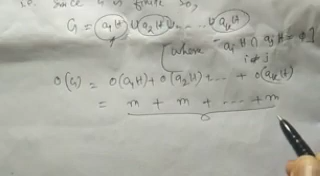 i.e. since G is finite so,
G = a₁H ∪ a₂H ∪ .... ∪ aₖH
[where aᵢH ∩ aⱼH = ∅]
i ≠ j
O(G) = O(a₁H) + O(a₂H) + ... + O(aₖH)
= m + m + .... + m